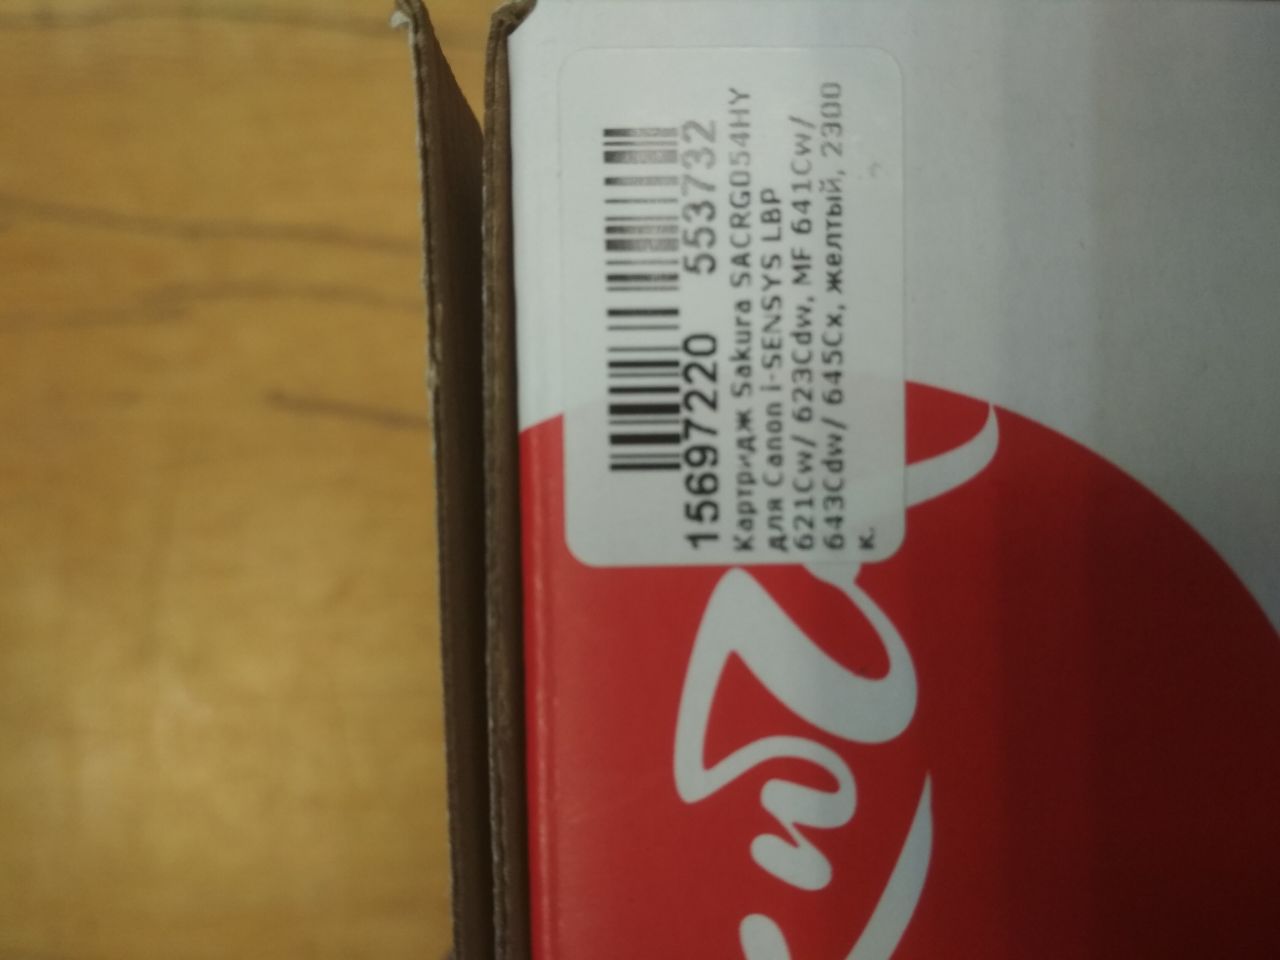 15697220 553732
Картридж Sakura SACRG054HY
для Canon i-SENSYS LBP
621Cw/ 623Cdw, MF 641Cw/
643Cdw/ 645Cx, желтый, 2300
к.